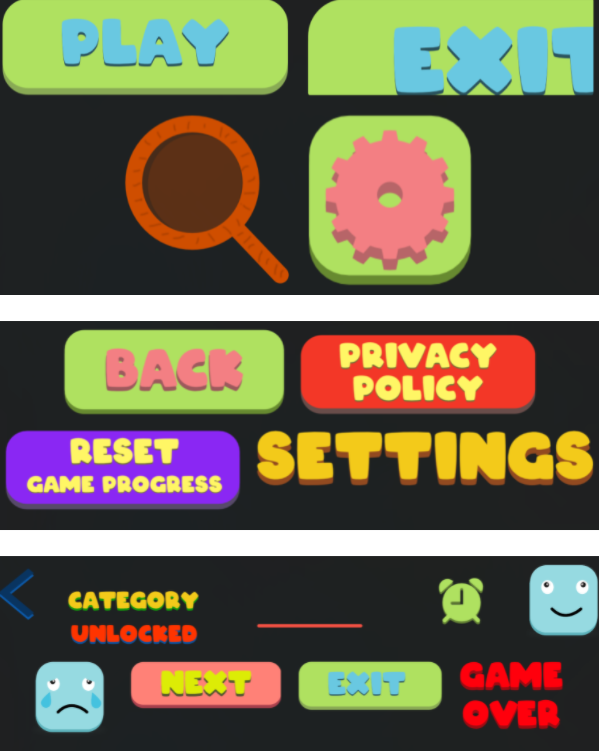 PLAY
EXIT
BACK
PRIVACY
POLICY
RESET
GAME PROGRESS
SETTINGS
CATEGORY
UNLOCKED
NEXT
EXIT
GAME
OVER